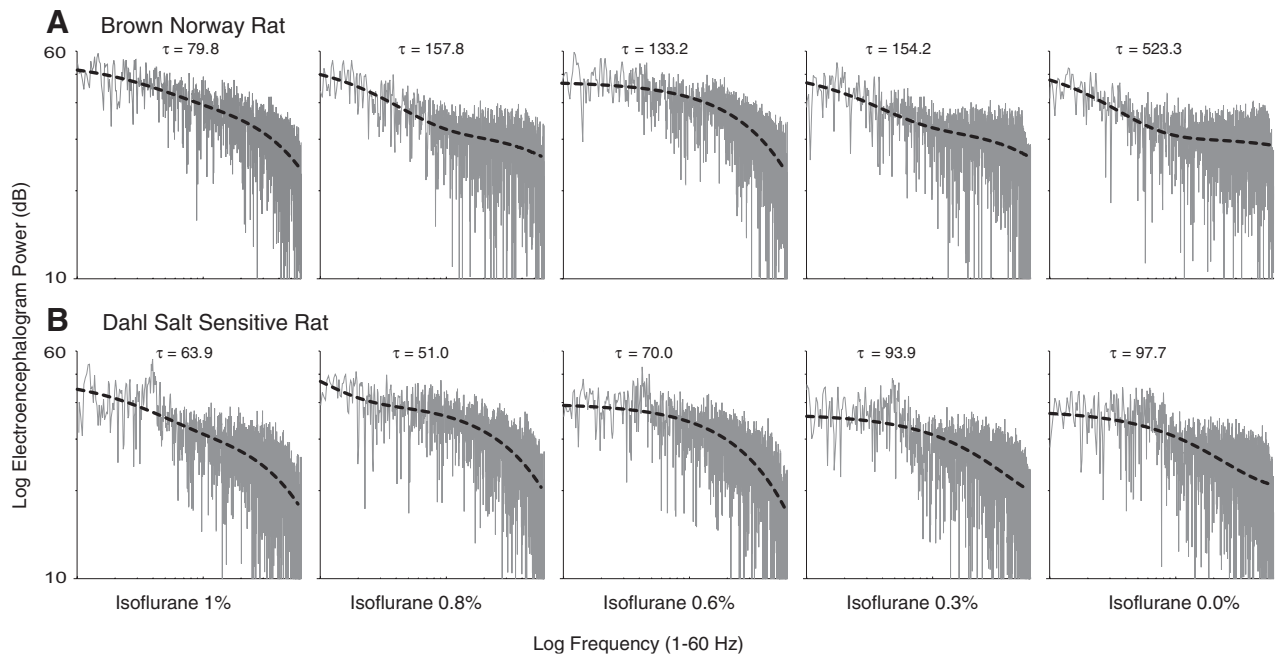 A Brown Norway Rat
τ = 79.8 τ = 157.8 τ = 133.2 τ = 154.2 τ = 523.3
60
10
B Dahl Salt Sensitive Rat
τ = 63.9 τ = 51.0 τ = 70.0 τ = 93.9 τ = 97.7
60
10
Log Electroencephalogram Power (dB)
Isoflurane 1% Isoflurane 0.8% Isoflurane 0.6% Isoflurane 0.3% Isoflurane 0.0%
Log Frequency (1-60 Hz)